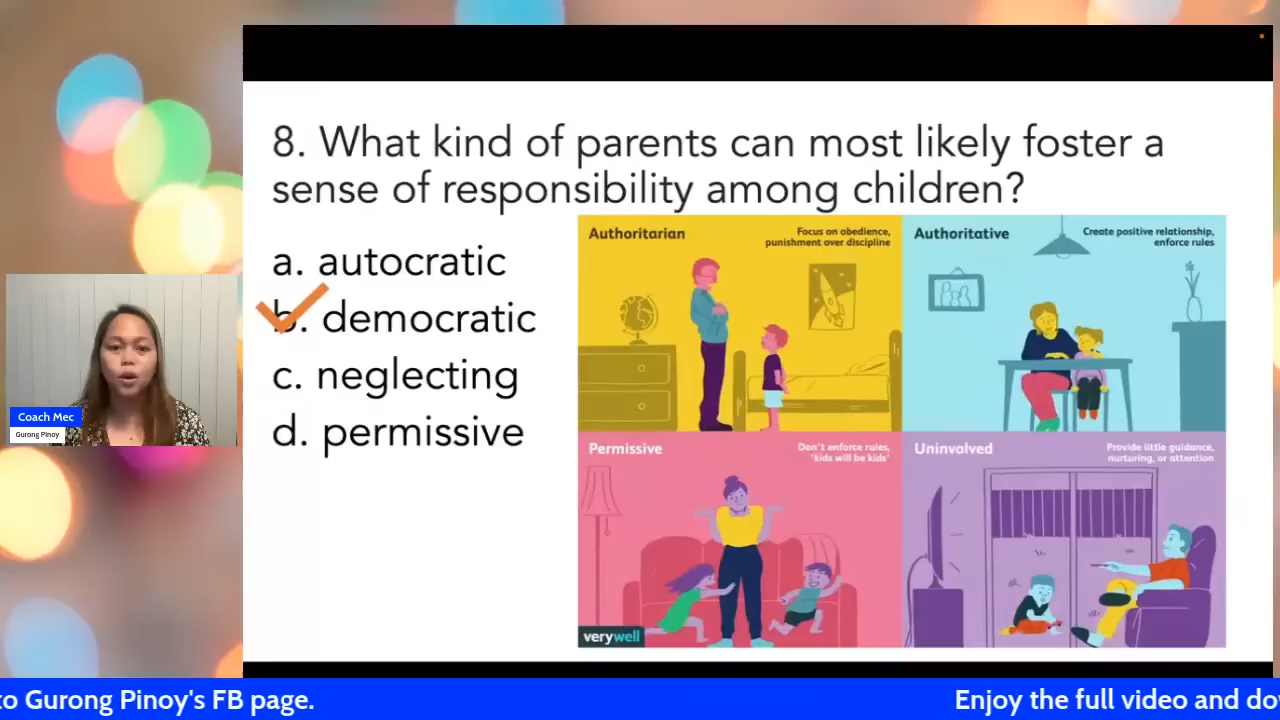 8. What kind of parents can most likely foster a
sense of responsibility among children?
a. autocratic
b. democratic
c. neglecting
d. permissive
Authoritarian
Focus on obedience,
punishment over discipline
Authoritative
Create positive relationship,
enforce rules
Permissive
Don't enforce rules,
'kids will be kids'
Uninvolved
Provide little guidance,
nurturing, or attention
verywell
Coach Mec
Gurong Pinoy
to Gurong Pinoy's FB page.
Enjoy the full video and do